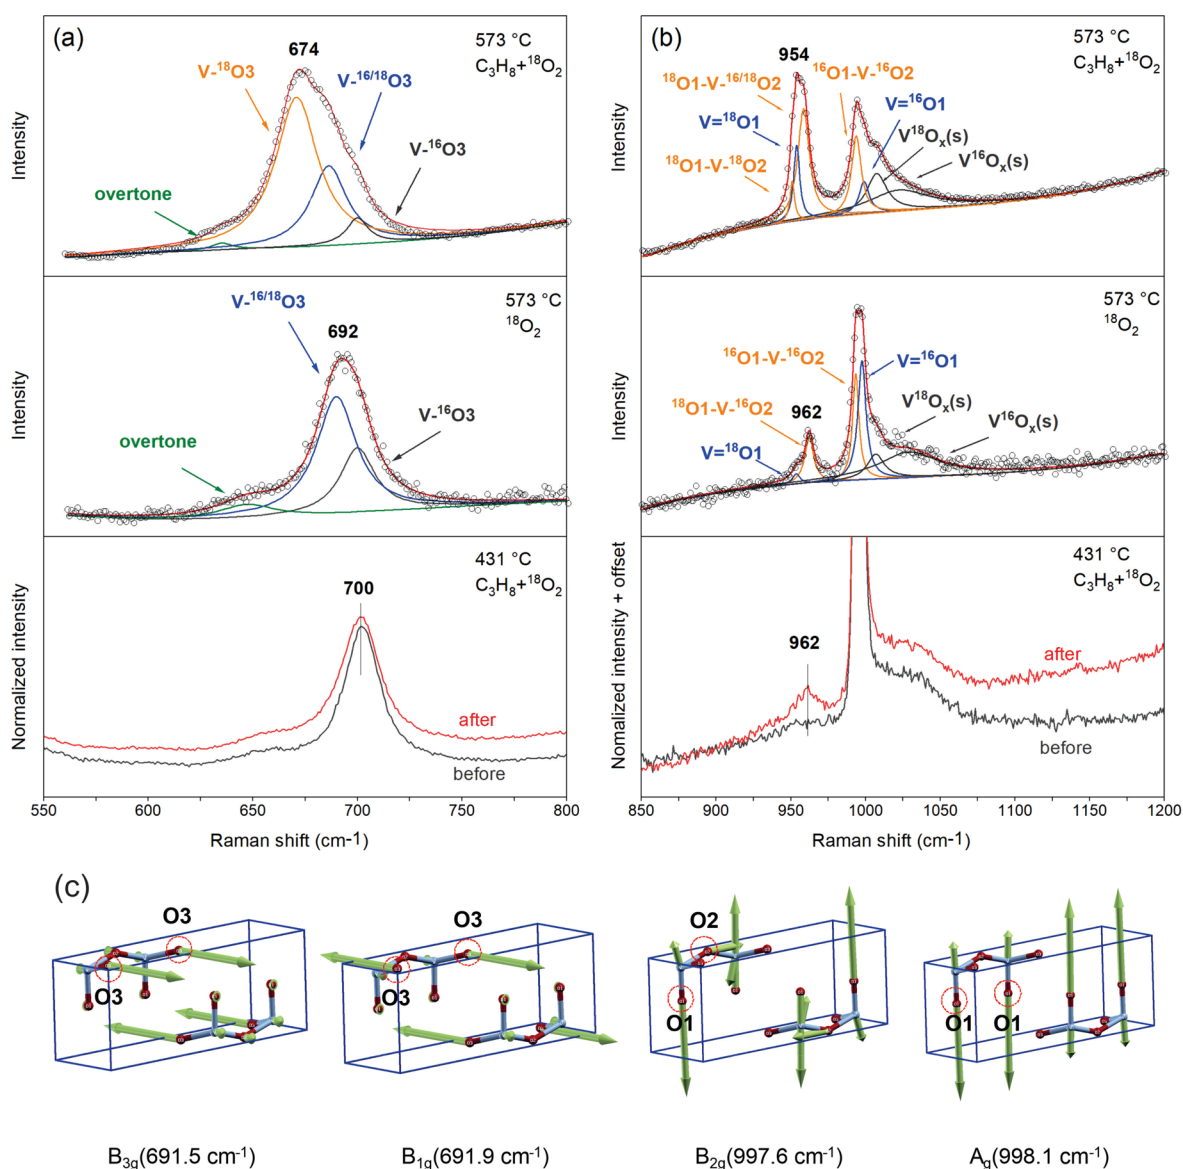 (a)
674
573 °C
C₃H₈+¹⁸O₂
V-¹⁸O3
V-¹⁶/¹⁸O3
V-¹⁶O3
overtone
Intensity
573 °C
¹⁸O₂
V-¹⁶/¹⁸O3
692
V-¹⁶O3
overtone
Intensity
431 °C
C₃H₈+¹⁸O₂
700
after
before
Normalized intensity
550 600 650 700 750 800
Raman shift (cm⁻¹)
(b)
954
573 °C
C₃H₈+¹⁸O₂
¹⁸O1-V-¹⁶/¹⁸O2
¹⁶O1-V-¹⁶O2
V=¹⁸O1
V=¹⁶O1
V¹⁸Oₓ(s)
V¹⁶Oₓ(s)
¹⁸O1-V-¹⁸O2
Intensity
573 °C
¹⁸O₂
¹⁶O1-V-¹⁶O2
V=¹⁶O1
¹⁸O1-V-¹⁶O2
962
V¹⁸Oₓ(s)
V¹⁶Oₓ(s)
V=¹⁸O1
Intensity
431 °C
C₃H₈+¹⁸O₂
962
after
before
Nomalized intensity + offset
850 900 950 1000 1050 1100 1150 1200
Raman shift (cm⁻¹)
(c)
O3
O3
O3
O3
O2
O1
O1
O1
B₃g(691.5 cm⁻¹)
B₁g(691.9 cm⁻¹)
B₂g(997.6 cm⁻¹)
Ag(998.1 cm⁻¹)